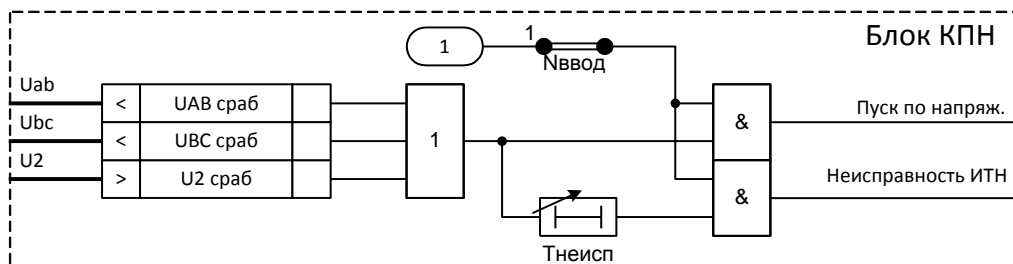 Блок КПН
1
1
Nввод
Uab
< UAB сраб
Ubc
< UBC сраб
U2
> U2 сраб
1
&
Пуск по напряж.
&
Неисправность ИТН
Тнеисп